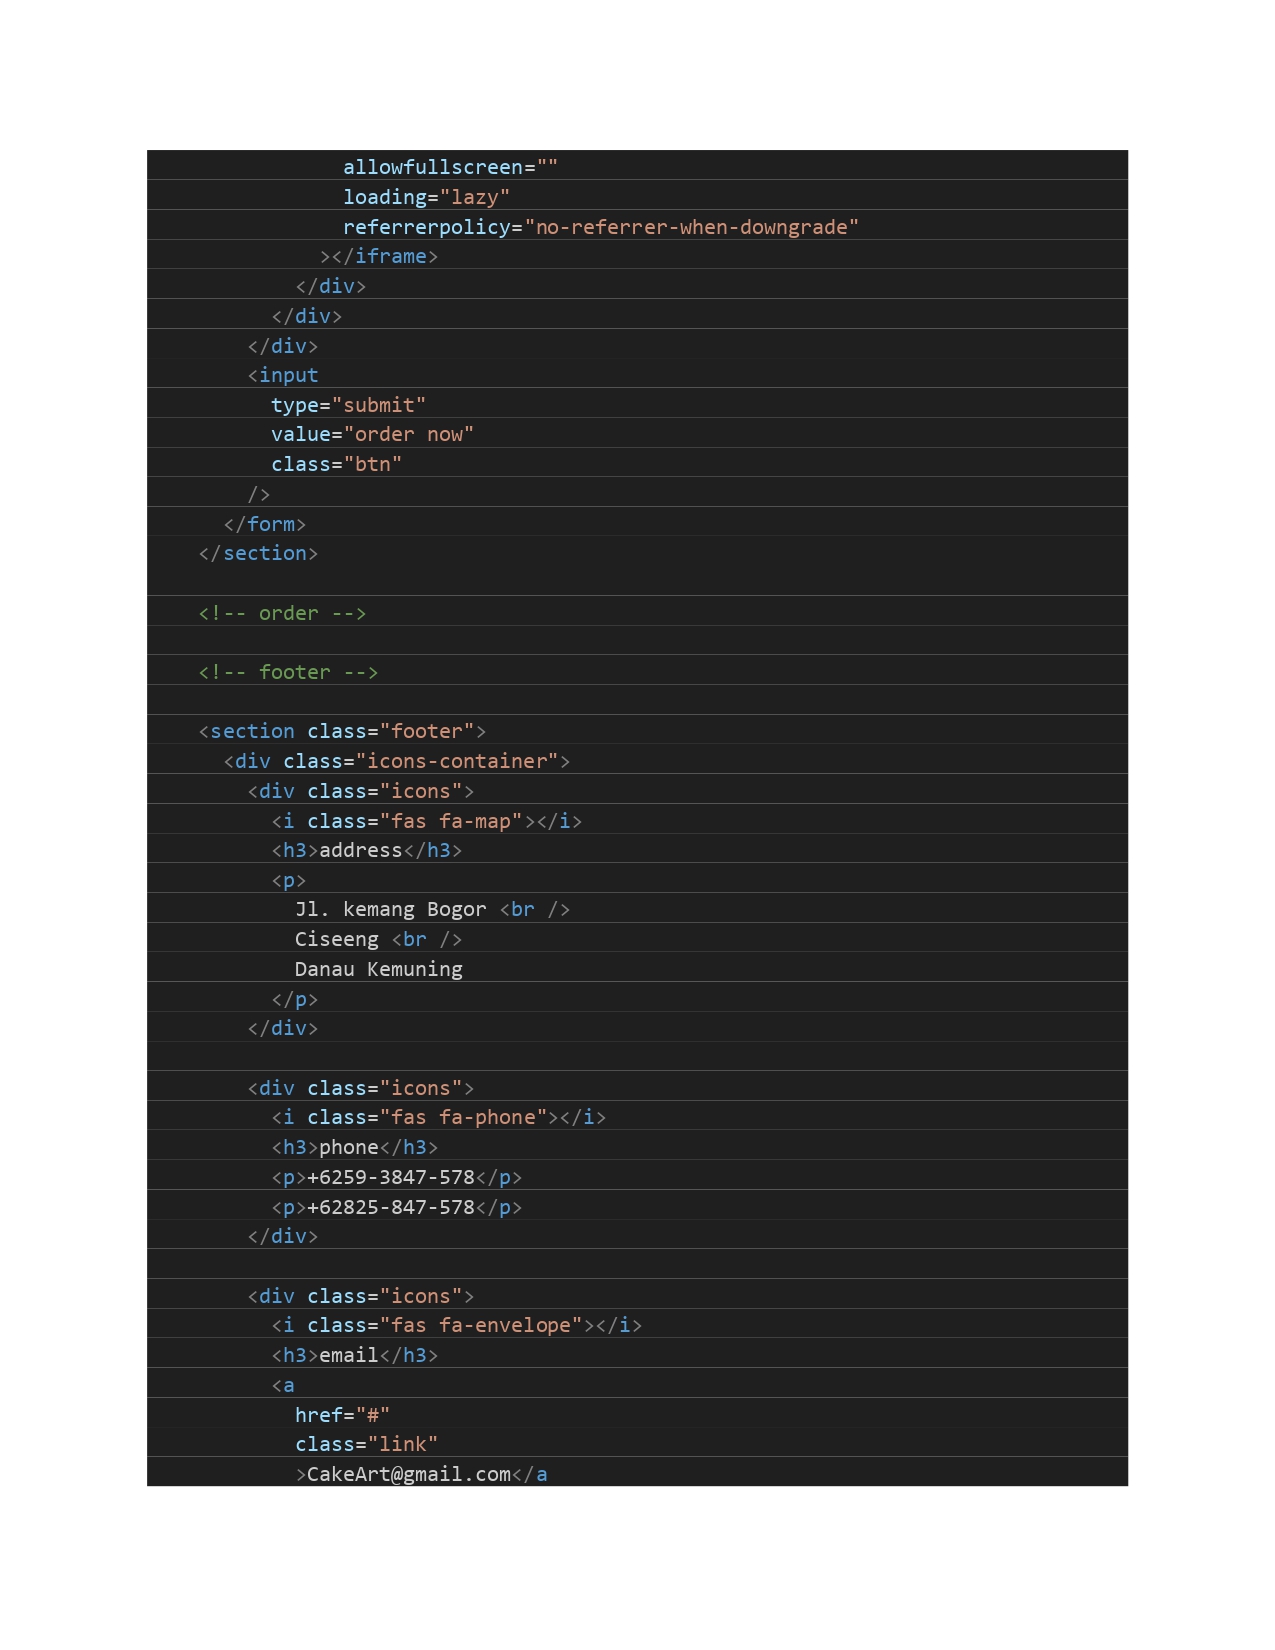 allowfullscreen=""
            loading="lazy"
            referrerpolicy="no-referrer-when-downgrade"
          ></iframe>
        </div>
      </div>
    </div>
    <input
      type="submit"
      value="order now"
      class="btn"
    />
  </form>
</section>

<!-- order -->

<!-- footer -->

<section class="footer">
  <div class="icons-container">
    <div class="icons">
      <i class="fas fa-map"></i>
      <h3>address</h3>
      <p>
        Jl. kemang Bogor <br />
        Ciseeng <br />
        Danau Kemuning
      </p>
    </div>

    <div class="icons">
      <i class="fas fa-phone"></i>
      <h3>phone</h3>
      <p>+6259-3847-578</p>
      <p>+62825-847-578</p>
    </div>

    <div class="icons">
      <i class="fas fa-envelope"></i>
      <h3>email</h3>
      <a
        href="#"
        class="link"
        >CakeArt@gmail.com</a